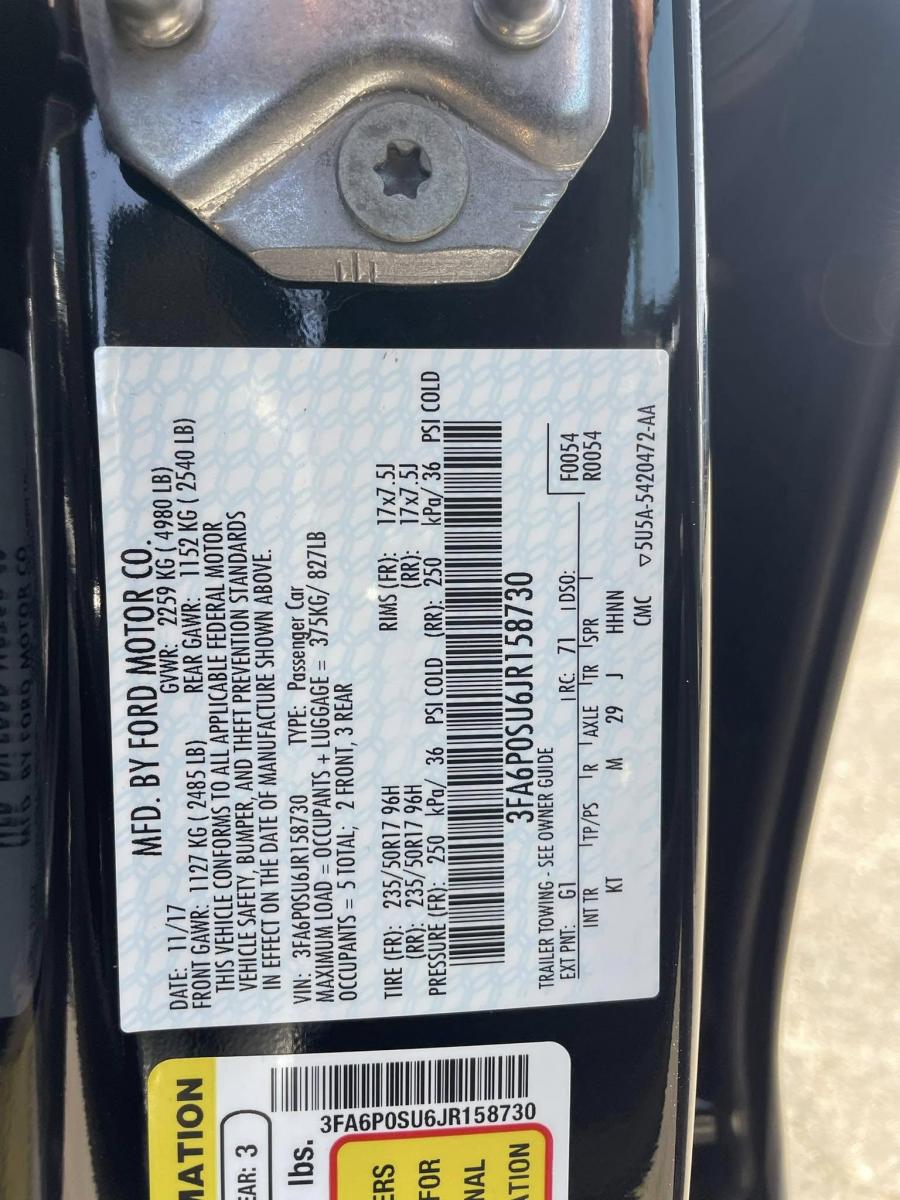 MFD. BY FORD MOTOR CO.
DATE: 11/17 GVWR: 2259 KG ( 4980 LB)
FRONT GAWR: 1127 KG ( 2485 LB) REAR GAWR: 1152 KG ( 2540 LB)
THIS VEHICLE CONFORMS TO ALL APPLICABLE FEDERAL MOTOR
VEHICLE SAFETY, BUMPER, AND THEFT PREVENTION STANDARDS
IN EFFECT ON THE DATE OF MANUFACTURE SHOWN ABOVE.
VIN: 3FA6P0SU6JR158730 TYPE: Passenger Car
MAXIMUM LOAD = OCCUPANTS + LUGGAGE = 375KG/ 827LB
OCCUPANTS = 5 TOTAL; 2 FRONT, 3 REAR
TIRE (FR): 235/50R17 96H RIMS (FR): 17x7.5J
(RR): 235/50R17 96H (RR): 17x7.5J
PRESSURE (FR): 250 kPa/ 36 PSI COLD (RR): 250 kPa/ 36 PSI COLD
3FA6P0SU6JR158730
TRAILER TOWING - SEE OWNER GUIDE
F0054
R0054
EXT PNT: G1 RC: 71 DSO:
INT TR TP/PS R AXLE TR SPR
KT M 29 J HHNN
CMC ▽5U5A-5420472-AA
MATION
EAR: 3
3FA6P0SU6JR158730
lbs.
ERS
FOR
NAL
ATION